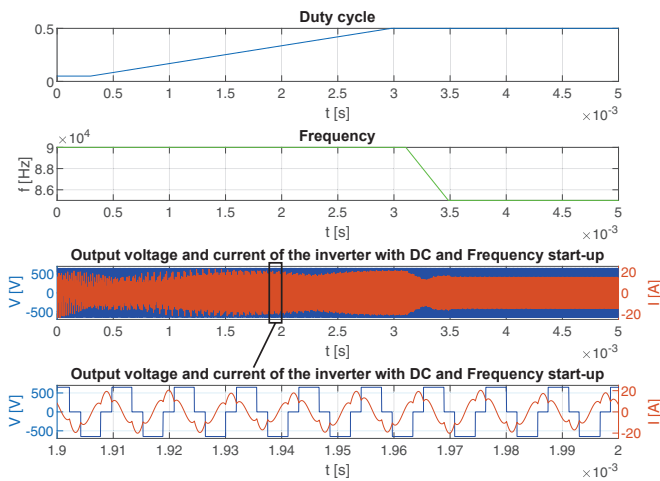 Duty cycle
0.5
0
0 0.5 1 1.5 2 2.5 3 3.5 4 4.5 5
t [s]
×10⁻³
Frequency
×10⁴
9
8.8
8.6
f [Hz]
0 0.5 1 1.5 2 2.5 3 3.5 4 4.5 5
t [s]
×10⁻³
Output voltage and current of the inverter with DC and Frequency start-up
500
0
-500
V [V]
20
0
-20
I [A]
0 0.5 1 1.5 2 2.5 3 3.5 4 4.5 5
t [s]
×10⁻³
Output voltage and current of the inverter with DC and Frequency start-up
500
0
-500
V [V]
20
0
-20
I [A]
1.9 1.91 1.92 1.93 1.94 1.95 1.96 1.97 1.98 1.99 2
t [s]
×10⁻³